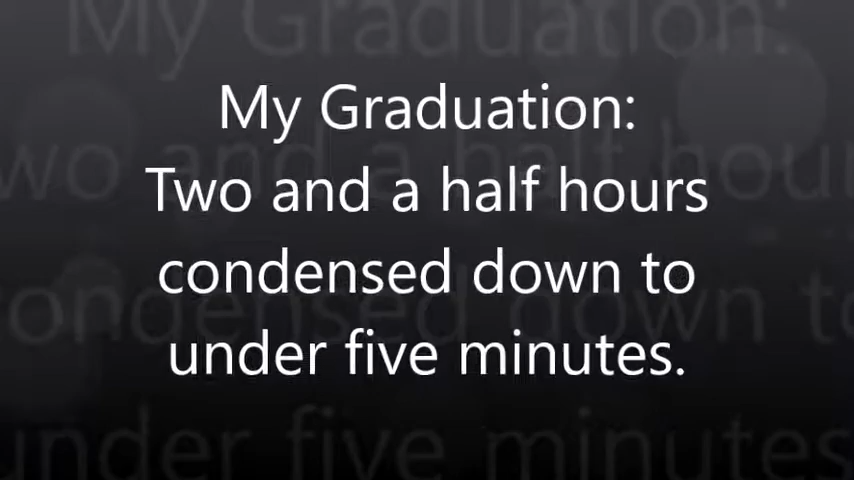 My Graduation:
Two and a half hours
condensed down to
under five minutes.